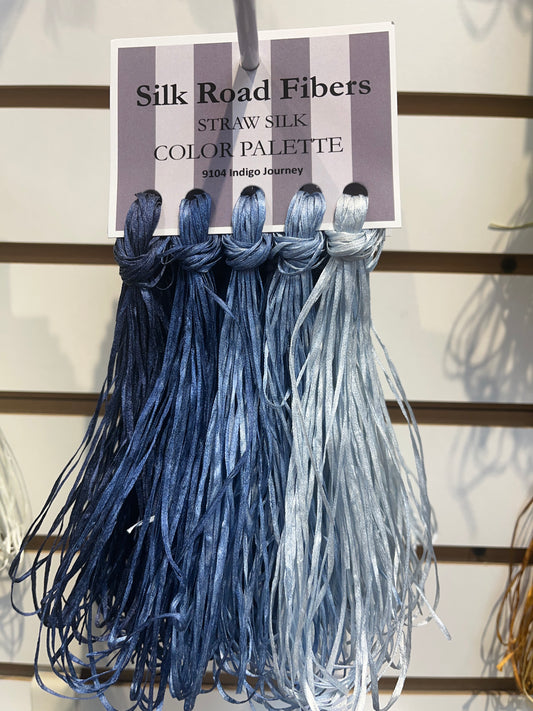 Silk Road Fibers
STRAW SILK
COLOR PALETTE
9104 Indigo Journey